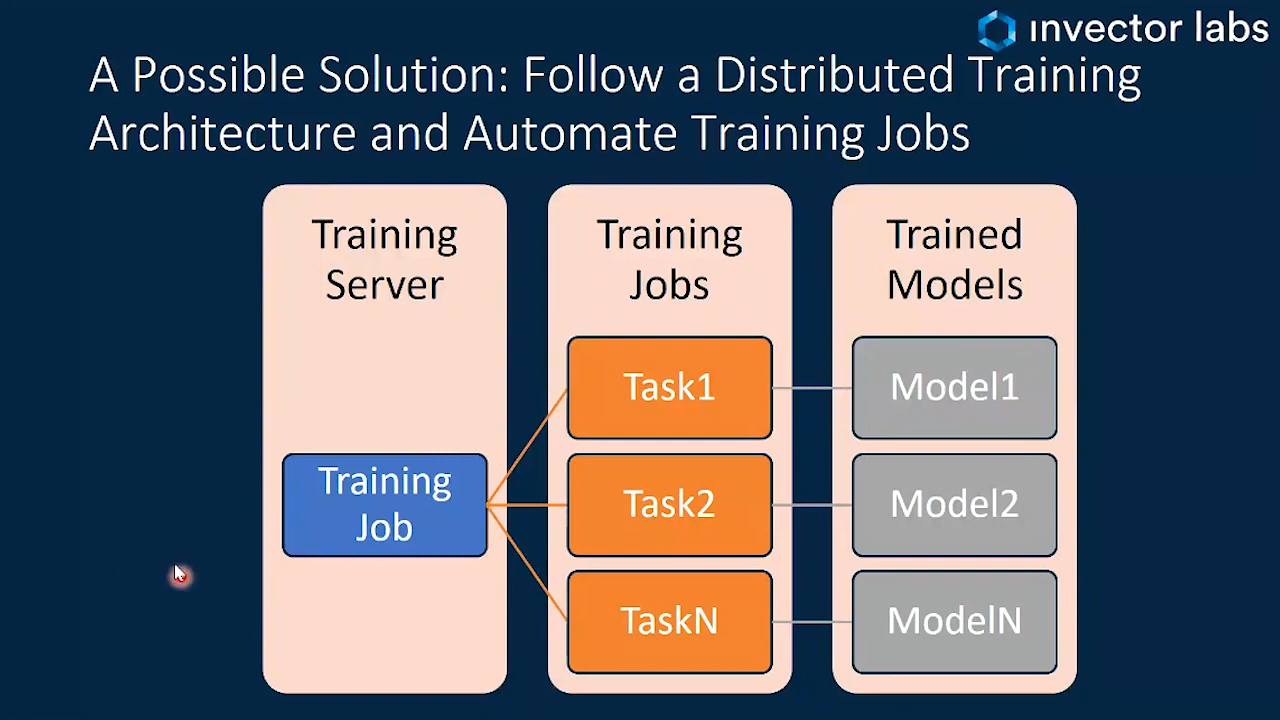 ınvector labs
A Possible Solution: Follow a Distributed Training
Architecture and Automate Training Jobs
Training
Server
Training
Job
Training
Jobs
Task1
Task2
TaskN
Trained
Models
Model1
Model2
ModelN